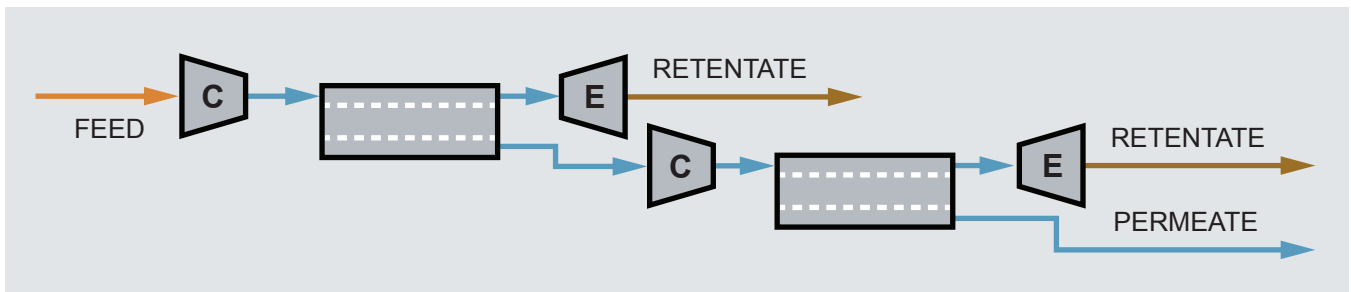 FEED
C
E
RETENTATE
C
E
RETENTATE
PERMEATE